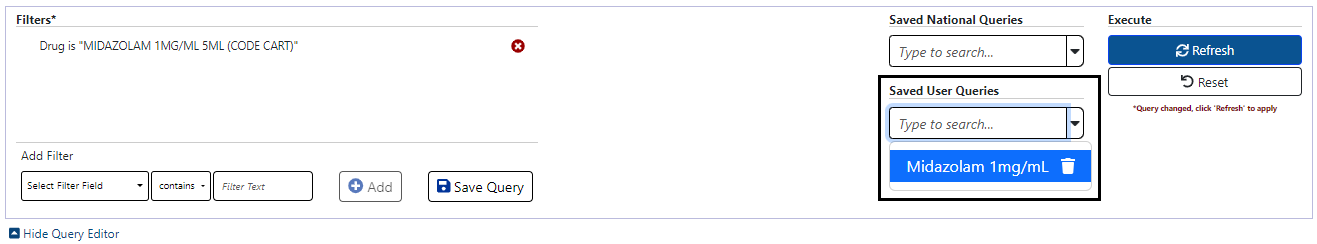 Filters*
Drug is "MIDAZOLAM 1MG/ML 5ML (CODE CART)"
Add Filter
Select Filter Field
contains
Filter Text
Add
Save Query
Saved National Queries
Type to search...
Saved User Queries
Type to search...
Midazolam 1mg/mL
Execute
Refresh
Reset
*Query changed, click 'Refresh' to apply
Hide Query Editor